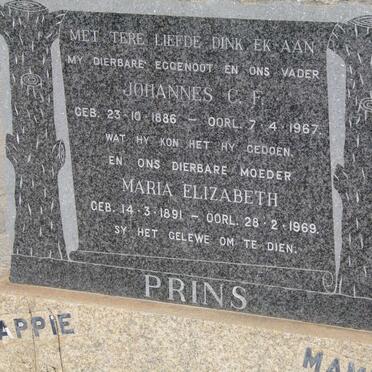 MET TERE LIEFDE DINK EK AAN
MY DIERBARE EGGENOOT EN ONS VADER
JOHANNES C. F.
GEB. 23-10-1886 – OORL. 7-4-1967.
WAT HY KON HET HY GEDOEN.
EN ONS DIERBARE MOEDER
MARIA ELIZABETH
GEB. 14-3-1891 – OORL. 28-2-1969.
SY HET GELEWE OM TE DIEN.
PRINS
APPIE
MAM